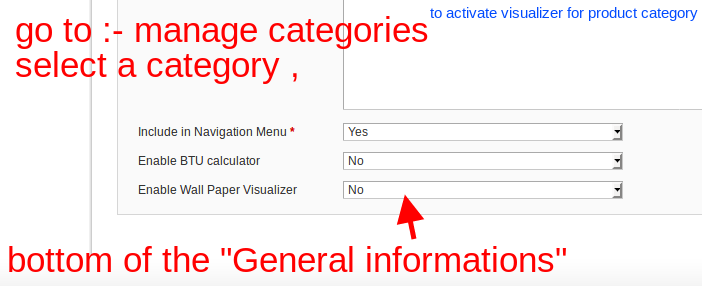 to activate visualizer for product category
go to :- manage categories
select a category ,
Include in Navigation Menu * Yes
Enable BTU calculator No
Enable Wall Paper Visualizer No
bottom of the "General informations"